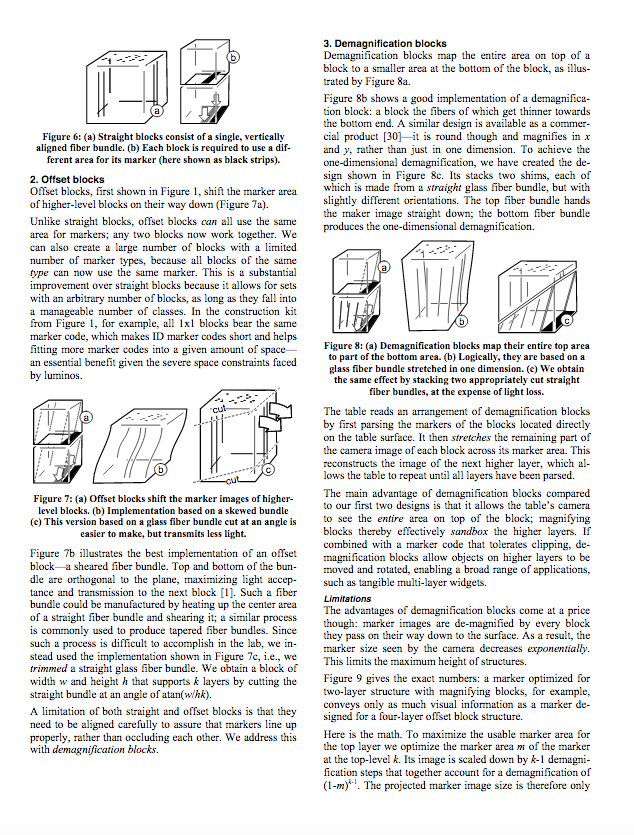 b
a
Figure 6: (a) Straight blocks consist of a single, vertically
aligned fiber bundle. (b) Each block is required to use a dif-
ferent area for its marker (here shown as black strips).
2. Offset blocks
Offset blocks, first shown in Figure 1, shift the marker area
of higher-level blocks on their way down (Figure 7a).
Unlike straight blocks, offset blocks can all use the same
area for markers; any two blocks now work together. We
can also create a large number of blocks with a limited
number of marker types, because all blocks of the same
type can now use the same marker. This is a substantial
improvement over straight blocks because it allows for sets
with an arbitrary number of blocks, as long as they fall into
a manageable number of classes. In the construction kit
from Figure 1, for example, all 1x1 blocks bear the same
marker code, which makes ID marker codes short and helps
fitting more marker codes into a given amount of space—
an essential benefit given the severe space constraints faced
by luminos.
a
b
cut
cut
c
Figure 7: (a) Offset blocks shift the marker images of higher-
level blocks. (b) Implementation based on a skewed bundle
(c) This version based on a glass fiber bundle cut at an angle is
easier to make, but transmits less light.
Figure 7b illustrates the best implementation of an offset
block—a sheared fiber bundle. Top and bottom of the bun-
dle are orthogonal to the plane, maximizing light accep-
tance and transmission to the next block [1]. Such a fiber
bundle could be manufactured by heating up the center area
of a straight fiber bundle and shearing it; a similar process
is commonly used to produce tapered fiber bundles. Since
such a process is difficult to accomplish in the lab, we in-
stead used the implementation shown in Figure 7c, i.e., we
trimmed a straight glass fiber bundle. We obtain a block of
width w and height h that supports k layers by cutting the
straight bundle at an angle of atan(w/hk).
A limitation of both straight and offset blocks is that they
need to be aligned carefully to assure that markers line up
properly, rather than occluding each other. We address this
with demagnification blocks.
3. Demagnification blocks
Demagnification blocks map the entire area on top of a
block to a smaller area at the bottom of the block, as illus-
trated by Figure 8a.
Figure 8b shows a good implementation of a demagnifica-
tion block: a block the fibers of which get thinner towards
the bottom end. A similar design is available as a commer-
cial product [30]—it is round though and magnifies in x
and y, rather than just in one dimension. To achieve the
one-dimensional demagnification, we have created the de-
sign shown in Figure 8c. Its stacks two shims, each of
which is made from a straight glass fiber bundle, but with
slightly different orientations. The top fiber bundle hands
the maker image straight down; the bottom fiber bundle
produces the one-dimensional demagnification.
a
b
c
Figure 8: (a) Demagnification blocks map their entire top area
to part of the bottom area. (b) Logically, they are based on a
glass fiber bundle stretched in one dimension. (c) We obtain
the same effect by stacking two appropriately cut straight
fiber bundles, at the expense of light loss.
The table reads an arrangement of demagnification blocks
by first parsing the markers of the blocks located directly
on the table surface. It then stretches the remaining part of
the camera image of each block across its marker area. This
reconstructs the image of the next higher layer, which al-
lows the table to repeat until all layers have been parsed.
The main advantage of demagnification blocks compared
to our first two designs is that it allows the table's camera
to see the entire area on top of the block; magnifying
blocks thereby effectively sandbox the higher layers. If
combined with a marker code that tolerates clipping, de-
magnification blocks allow objects on higher layers to be
moved and rotated, enabling a broad range of applications,
such as tangible multi-layer widgets.
Limitations
The advantages of demagnification blocks come at a price
though: marker images are de-magnified by every block
they pass on their way down to the surface. As a result, the
marker size seen by the camera decreases exponentially.
This limits the maximum height of structures.
Figure 9 gives the exact numbers: a marker optimized for
two-layer structure with magnifying blocks, for example,
conveys only as much visual information as a marker de-
signed for a four-layer offset block structure.
Here is the math. To maximize the usable marker area for
the top layer we optimize the marker area m of the marker
at the top-level k. Its image is scaled down by k-1 demagni-
fication steps that together account for a demagnification of
(1-m)^{k-1}. The projected marker image size is therefore only